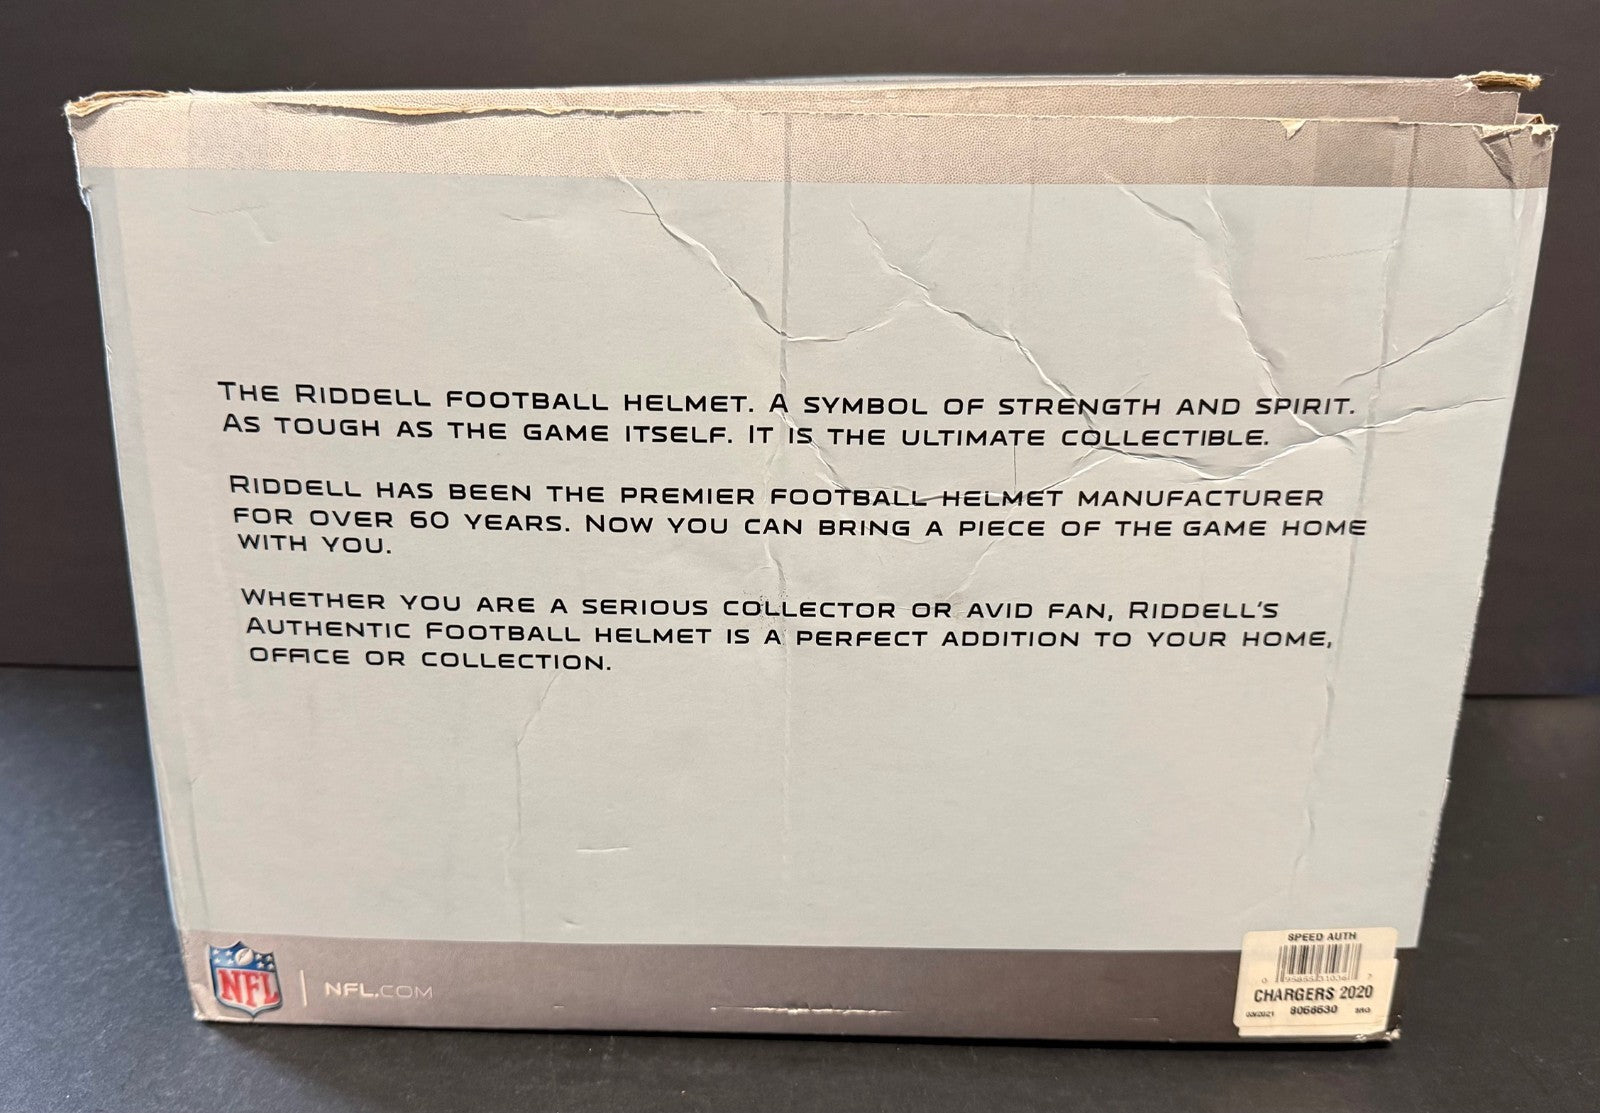 THE RIDDELL FOOTBALL HELMET. A SYMBOL OF STRENGTH AND SPIRIT.
AS TOUGH AS THE GAME ITSELF. IT IS THE ULTIMATE COLLECTIBLE.
RIDDELL HAS BEEN THE PREMIER FOOTBALL HELMET MANUFACTURER
FOR OVER 60 YEARS. NOW YOU CAN BRING A PIECE OF THE GAME HOME
WITH YOU.
WHETHER YOU ARE A SERIOUS COLLECTOR OR AVID FAN, RIDDELL'S
AUTHENTIC FOOTBALL HELMET IS A PERFECT ADDITION TO YOUR HOME,
OFFICE OR COLLECTION.
NFL
NFL.COM
SPEED AUTH
CHARGERS 2020
8068630